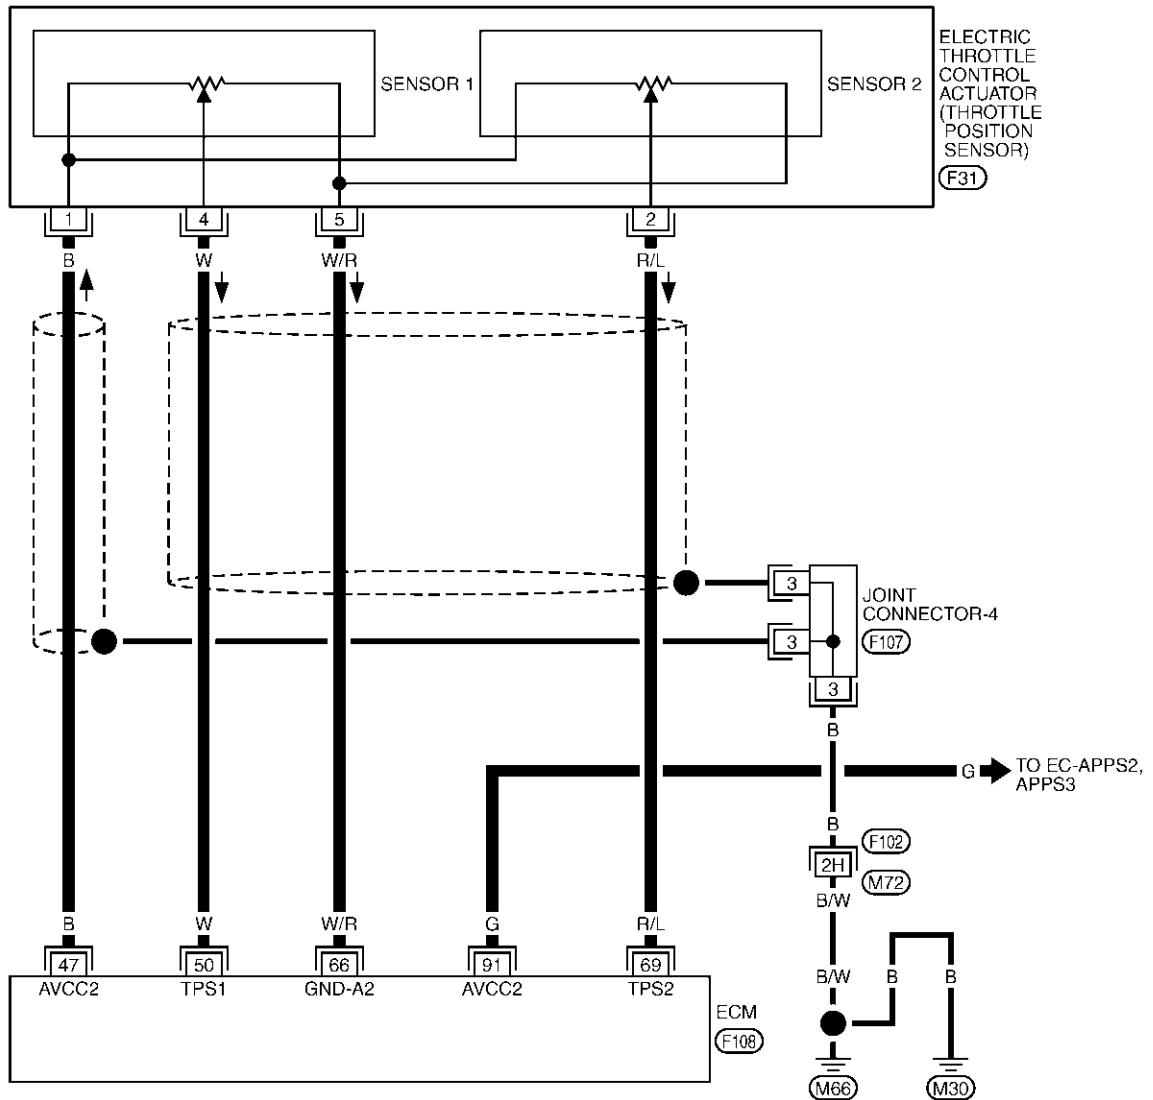 SENSOR 1
SENSOR 2
ELECTRIC
THROTTLE
CONTROL
ACTUATOR
(THROTTLE
POSITION
SENSOR)
F31
1
4
5
2
B
W
W/R
R/L
3
JOINT
CONNECTOR-4
3
F107
3
B
G
TO EC-APPS2,
APPS3
B
F102
2H
M72
B/W
B
W
W/R
G
R/L
47
50
66
91
69
B/W
B
B
AVCC2
TPS1
GND-A2
AVCC2
TPS2
ECM
F108
M66
M30